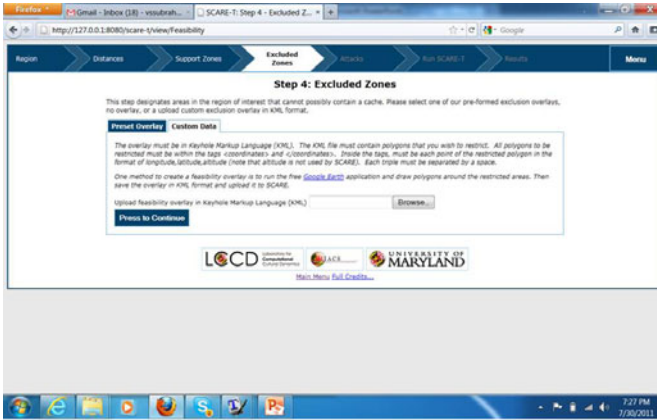 Firefox
Gmail - Inbox (18) - vssubrah...
SCARE-T: Step 4 - Excluded Z...
http://127.0.0.1:8080/scare-t/view/Feasibility
Google
Region
Distances
Support Zones
Excluded
Zones
Attacks
Run SCARE-T
Results
Menu
Step 4: Excluded Zones
This step designates areas in the region of interest that cannot possibly contain a cache. Please select one of our pre-formed exclusion overlays,
no overlay, or a upload custom exclusion overlay in KML format.
Preset Overlay
Custom Data
The overlay must be in Keyhole Markup Language (KML). The KML file must contain polygons that you wish to restrict. All polygons to be
restricted must be within the tags <coordinates> and </coordinates>. Inside the tags, must be each point of the restricted polygon in the
format of longitude,latitude,altitude (note that altitude is not used by SCARE). Each triple must be separated by a space.
One method to create a feasibility overlay is to run the free Google Earth application and draw polygons around the restricted areas. Then
save the overlay in KML format and upload it to SCARE.
Upload feasibility overlay in Keyhole Markup Language (KML)
Browse..
Press to Continue
LCCD
Laboratory for
Computational
Cultural Dynamics
UNIVERSITY OF
MARYLAND
Main Menu Full Credits...
7:27 PM
7/30/2011